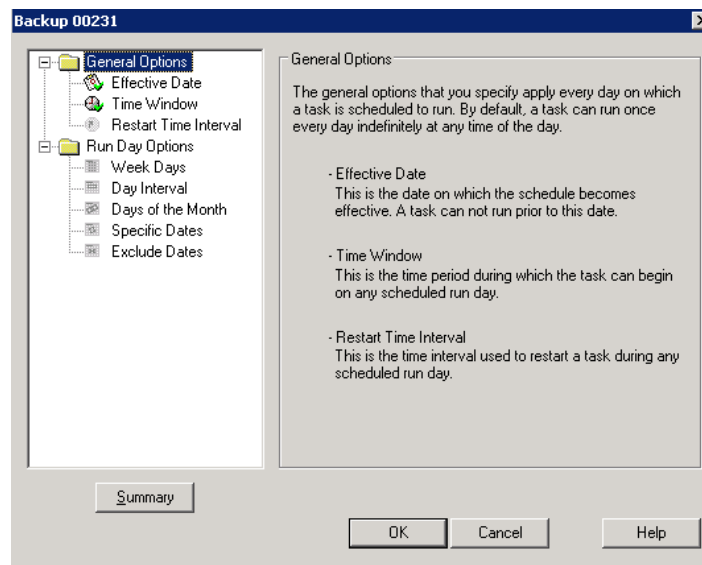 Backup 00231
General Options
Effective Date
Time Window
Restart Time Interval
Run Day Options
Week Days
Day Interval
Days of the Month
Specific Dates
Exclude Dates
Summary
General Options
The general options that you specify apply every day on which
a task is scheduled to run. By default, a task can run once
every day indefinitely at any time of the day.
- Effective Date
This is the date on which the schedule becomes
effective. A task can not run prior to this date.
- Time Window
This is the time period during which the task can begin
on any scheduled run day.
- Restart Time Interval
This is the time interval used to restart a task during any
scheduled run day.
OK
Cancel
Help